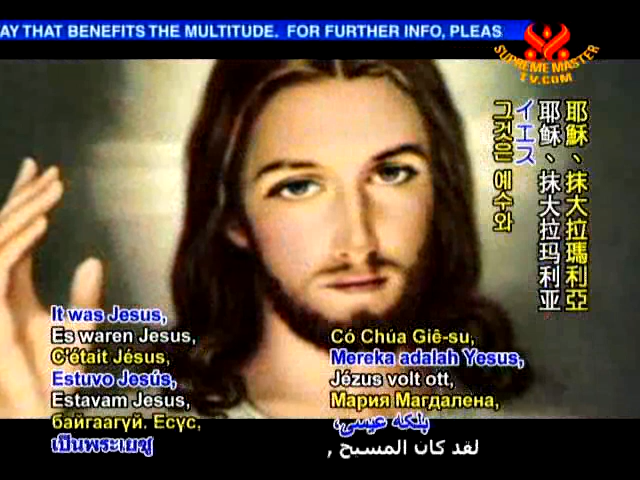 AY THAT BENEFITS THE MULTITUDE. FOR FURTHER INFO, PLEAS
SUPREME MASTER
TV.COM
耶穌、抹大拉瑪利亞
耶稣、抹大拉玛利亚
イエス
그것은 예수와
It was Jesus,
Es waren Jesus,
C'était Jésus,
Estuvo Jesús,
Estavam Jesus,
байгаагүй. Есүс,
เป็นพระเยซู
Có Chúa Giê-su,
Mereka adalah Yesus,
Jézus volt ott,
Мария Магдалена,
بلکه عیسی،
لقد كان المسيح ,